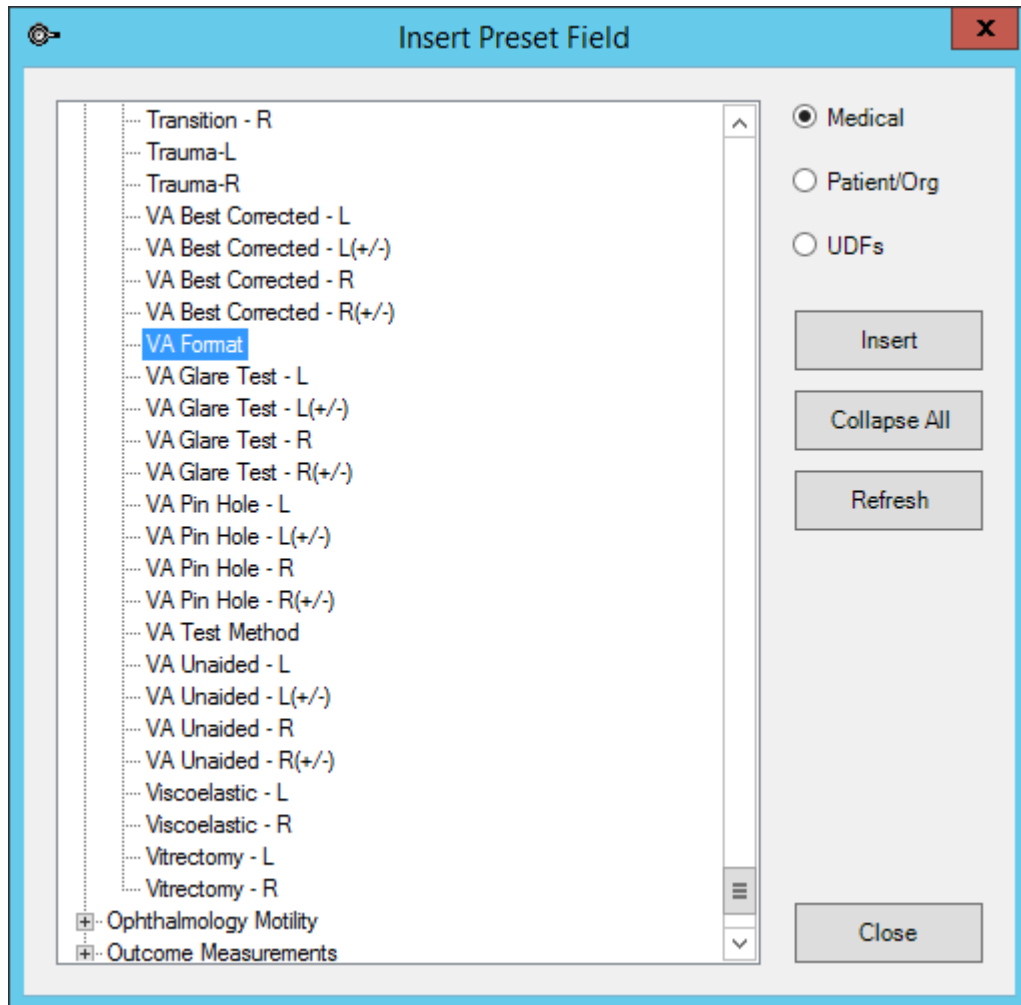 Insert Preset Field
x
Transition - R
Trauma-L
Trauma-R
VA Best Corrected - L
VA Best Corrected - L(+/-)
VA Best Corrected - R
VA Best Corrected - R(+/-)
VA Format
VA Glare Test - L
VA Glare Test - L(+/-)
VA Glare Test - R
VA Glare Test - R(+/-)
VA Pin Hole - L
VA Pin Hole - L(+/-)
VA Pin Hole - R
VA Pin Hole - R(+/-)
VA Test Method
VA Unaided - L
VA Unaided - L(+/-)
VA Unaided - R
VA Unaided - R(+/-)
Viscoelastic - L
Viscoelastic - R
Vitrectomy - L
Vitrectomy - R
Ophthalmology Motility
Outcome Measurements
Medical
Patient/Org
UDFs
Insert
Collapse All
Refresh
Close